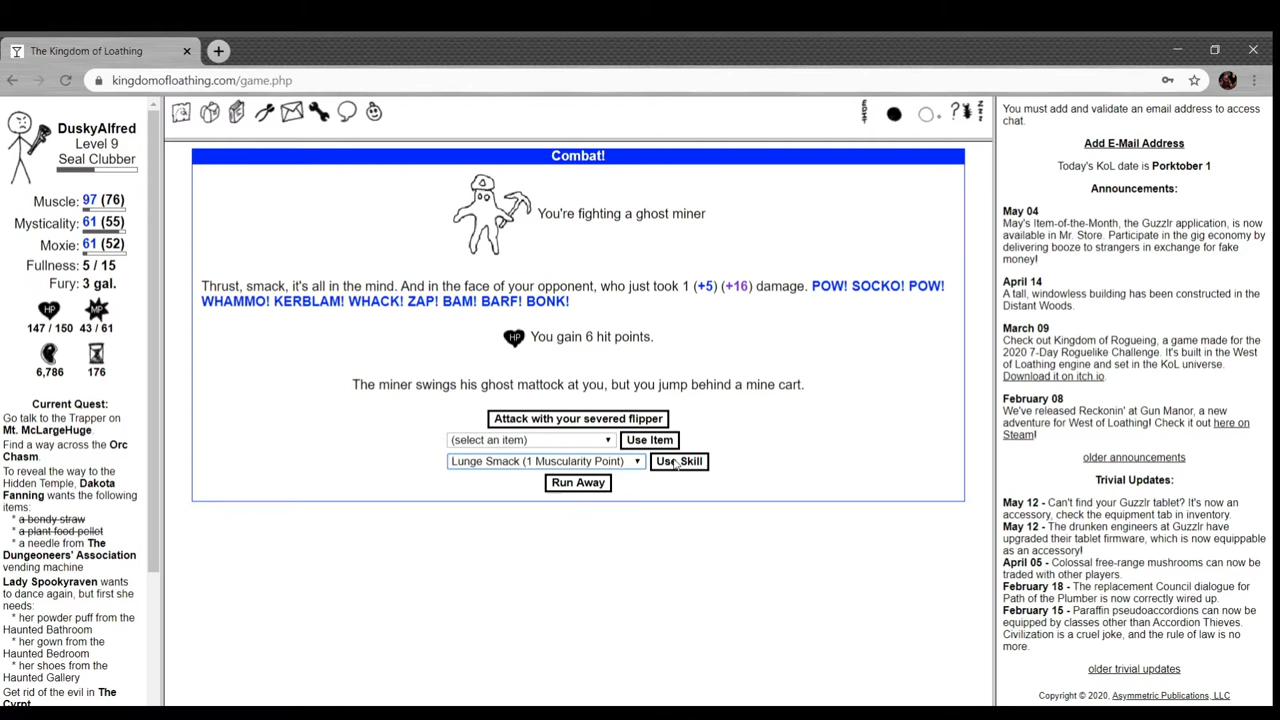 The Kingdom of Loathing
kingdomofloathing.com/game.php
DuskyAlfred
Level 9
Seal Clubber
Muscle: 97 (76)
Mysticality: 61 (55)
Moxie: 61 (52)
Fullness: 5 / 15
Fury: 3 gal.
HP
MP
147 / 150 43 / 61
6,786 176
Current Quest:
Go talk to the Trapper on
Mt. McLargeHuge.
Find a way across the Orc
Chasm.
To reveal the way to the
Hidden Temple, Dakota
Fanning wants the following
items:
* a bendy straw
* a plant food pellet
* a needle from The
Dungeoneers' Association
vending machine
Lady Spookyraven wants
to dance again, but first she
needs:
* her powder puff from the
Haunted Bathroom
* her gown from the
Haunted Bedroom
* her shoes from the
Haunted Gallery
Get rid of the evil in The
Cyrpt.
Combat!
You're fighting a ghost miner
Thrust, smack, it's all in the mind. And in the face of your opponent, who just took 1 (+5) (+16) damage. POW! SOCKO! POW!
WHAMMO! KERBLAM! WHACK! ZAP! BAM! BARF! BONK!
HP You gain 6 hit points.
The miner swings his ghost mattock at you, but you jump behind a mine cart.
Attack with your severed flipper
(select an item) Use Item
Lunge Smack (1 Muscularity Point) Use Skill
Run Away
You must add and validate an email address to access
chat.
Add E-Mail Address
Today's KoL date is Porktober 1
Announcements:
May 04
May's Item-of-the-Month, the Guzzlr application, is now
available in Mr. Store. Participate in the gig economy by
delivering booze to strangers in exchange for fake
money!
April 14
A tall, windowless building has been constructed in the
Distant Woods.
March 09
Check out Kingdom of Rogueing, a game made for the
2020 7-Day Roguelike Challenge. It's built in the West
of Loathing engine and set in the KoL universe.
Download it on itch io.
February 08
We've released Reckonin' at Gun Manor, a new
adventure for West of Loathing! Check it out here on
Steam!
older announcements
Trivial Updates:
May 12 - Can't find your Guzzlr tablet? It's now an
accessory, check the equipment tab in inventory.
May 12 - The drunken engineers at Guzzlr have
upgraded their tablet firmware, which is now equippable
as an accessory!
April 05 - Colossal free-range mushrooms can now be
traded with other players.
February 18 - The replacement Council dialogue for
Path of the Plumber is now correctly wired up.
February 15 - Paraffin pseudoaccordions can now be
equipped by classes other than Accordion Thieves.
Civilization is a cruel joke, and the rule of law is no
more.
older trivial updates
Copyright © 2020, Asymmetric Publications, LLC